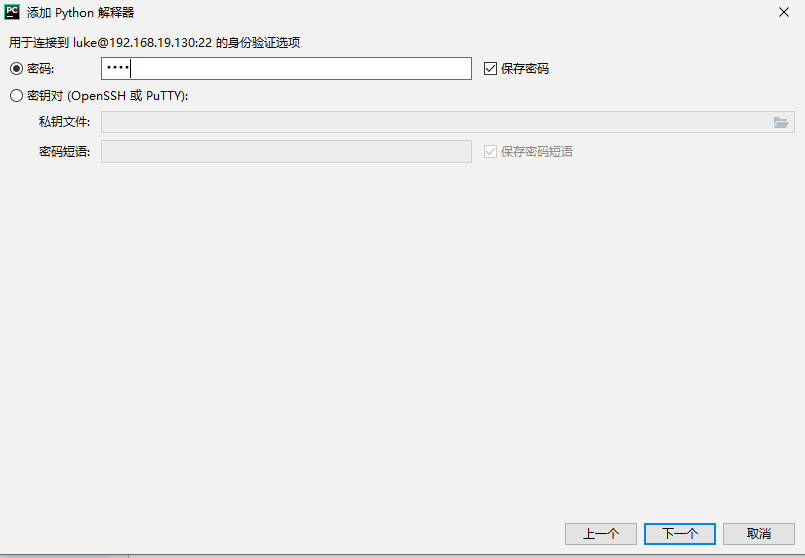 PC 添加 Python 解释器
用于连接到 luke@192.168.19.130:22 的身份验证选项
密码: •••• 保存密码
密钥对 (OpenSSH 或 PuTTY):
私钥文件:
密码短语: 保存密码短语
上一个 下一个 取消